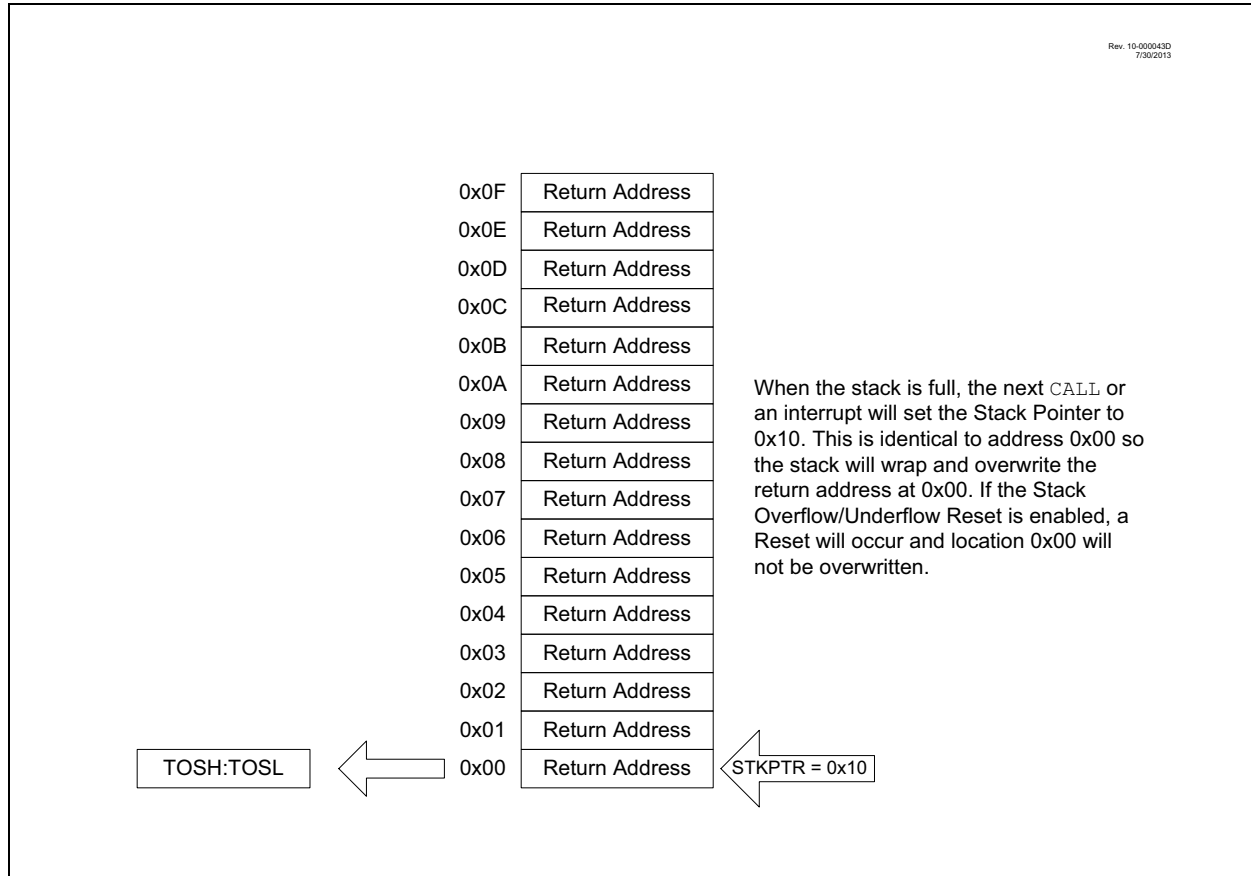 Rev. 10-000043D
7/30/2013
0x0F Return Address
0x0E Return Address
0x0D Return Address
0x0C Return Address
0x0B Return Address
0x0A Return Address
0x09 Return Address
0x08 Return Address
0x07 Return Address
0x06 Return Address
0x05 Return Address
0x04 Return Address
0x03 Return Address
0x02 Return Address
0x01 Return Address
TOSH:TOSL 0x00 Return Address STKPTR = 0x10
When the stack is full, the next CALL or
an interrupt will set the Stack Pointer to
0x10. This is identical to address 0x00 so
the stack will wrap and overwrite the
return address at 0x00. If the Stack
Overflow/Underflow Reset is enabled, a
Reset will occur and location 0x00 will
not be overwritten.